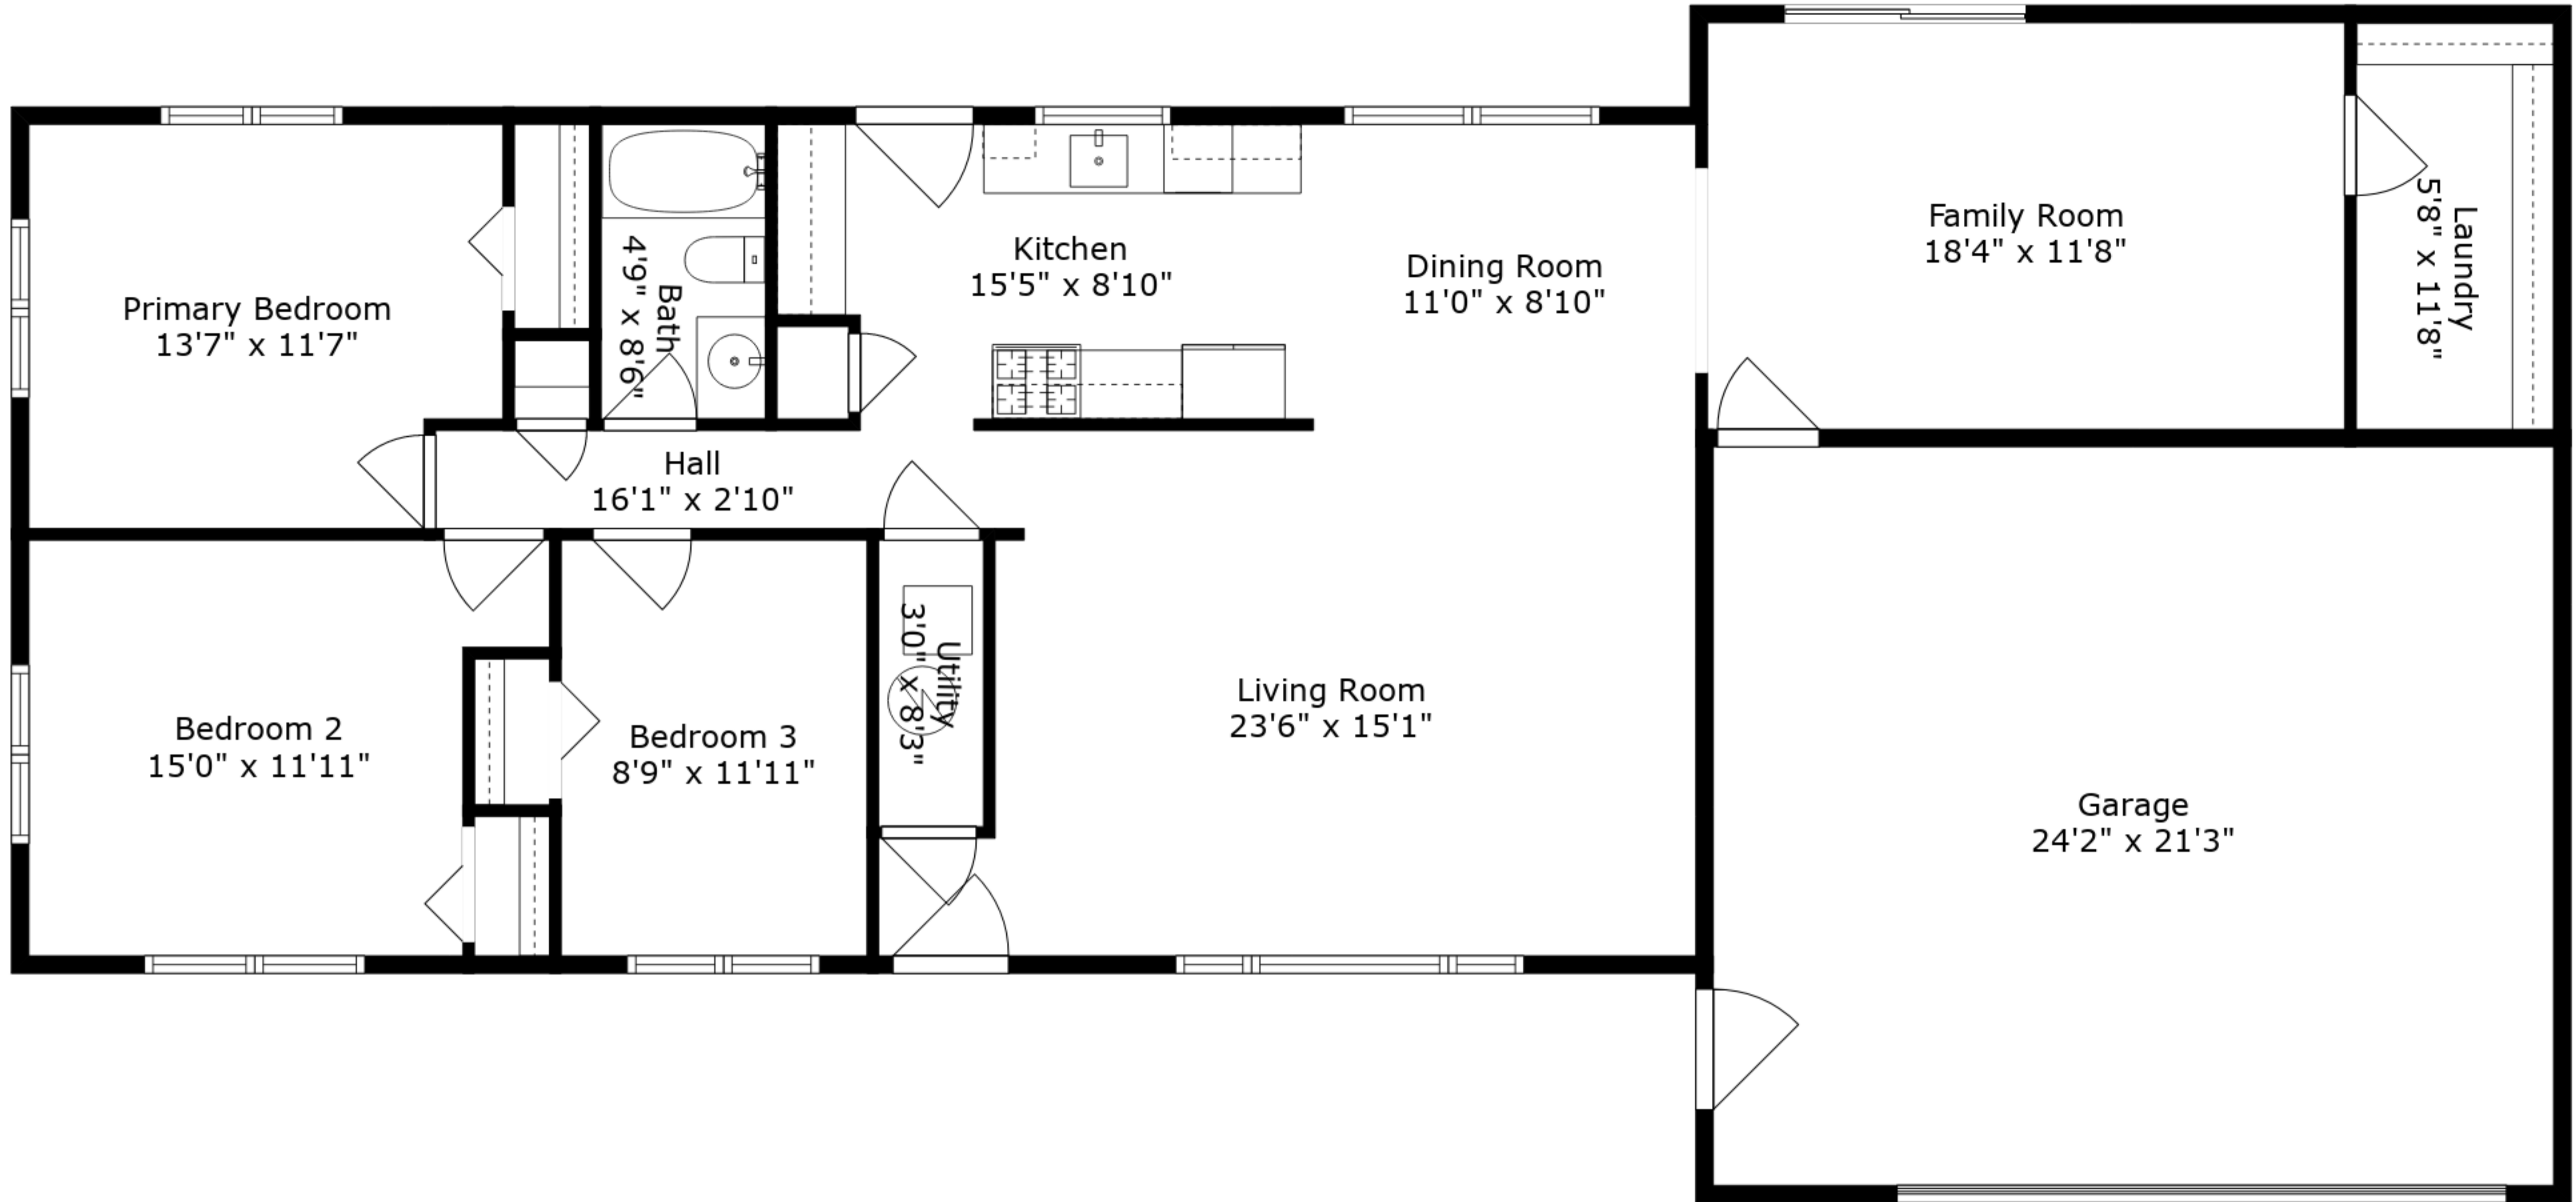 Primary Bedroom
13'7" x 11'7"
Bath
4'9" x 8'6"
Kitchen
15'5" x 8'10"
Dining Room
11'0" x 8'10"
Family Room
18'4" x 11'8"
Laundry
5'8" x 11'8"
Hall
16'1" x 2'10"
Bedroom 2
15'0" x 11'11"
Bedroom 3
8'9" x 11'11"
Utility
3'0" x 8'3"
Living Room
23'6" x 15'1"
Garage
24'2" x 21'3"